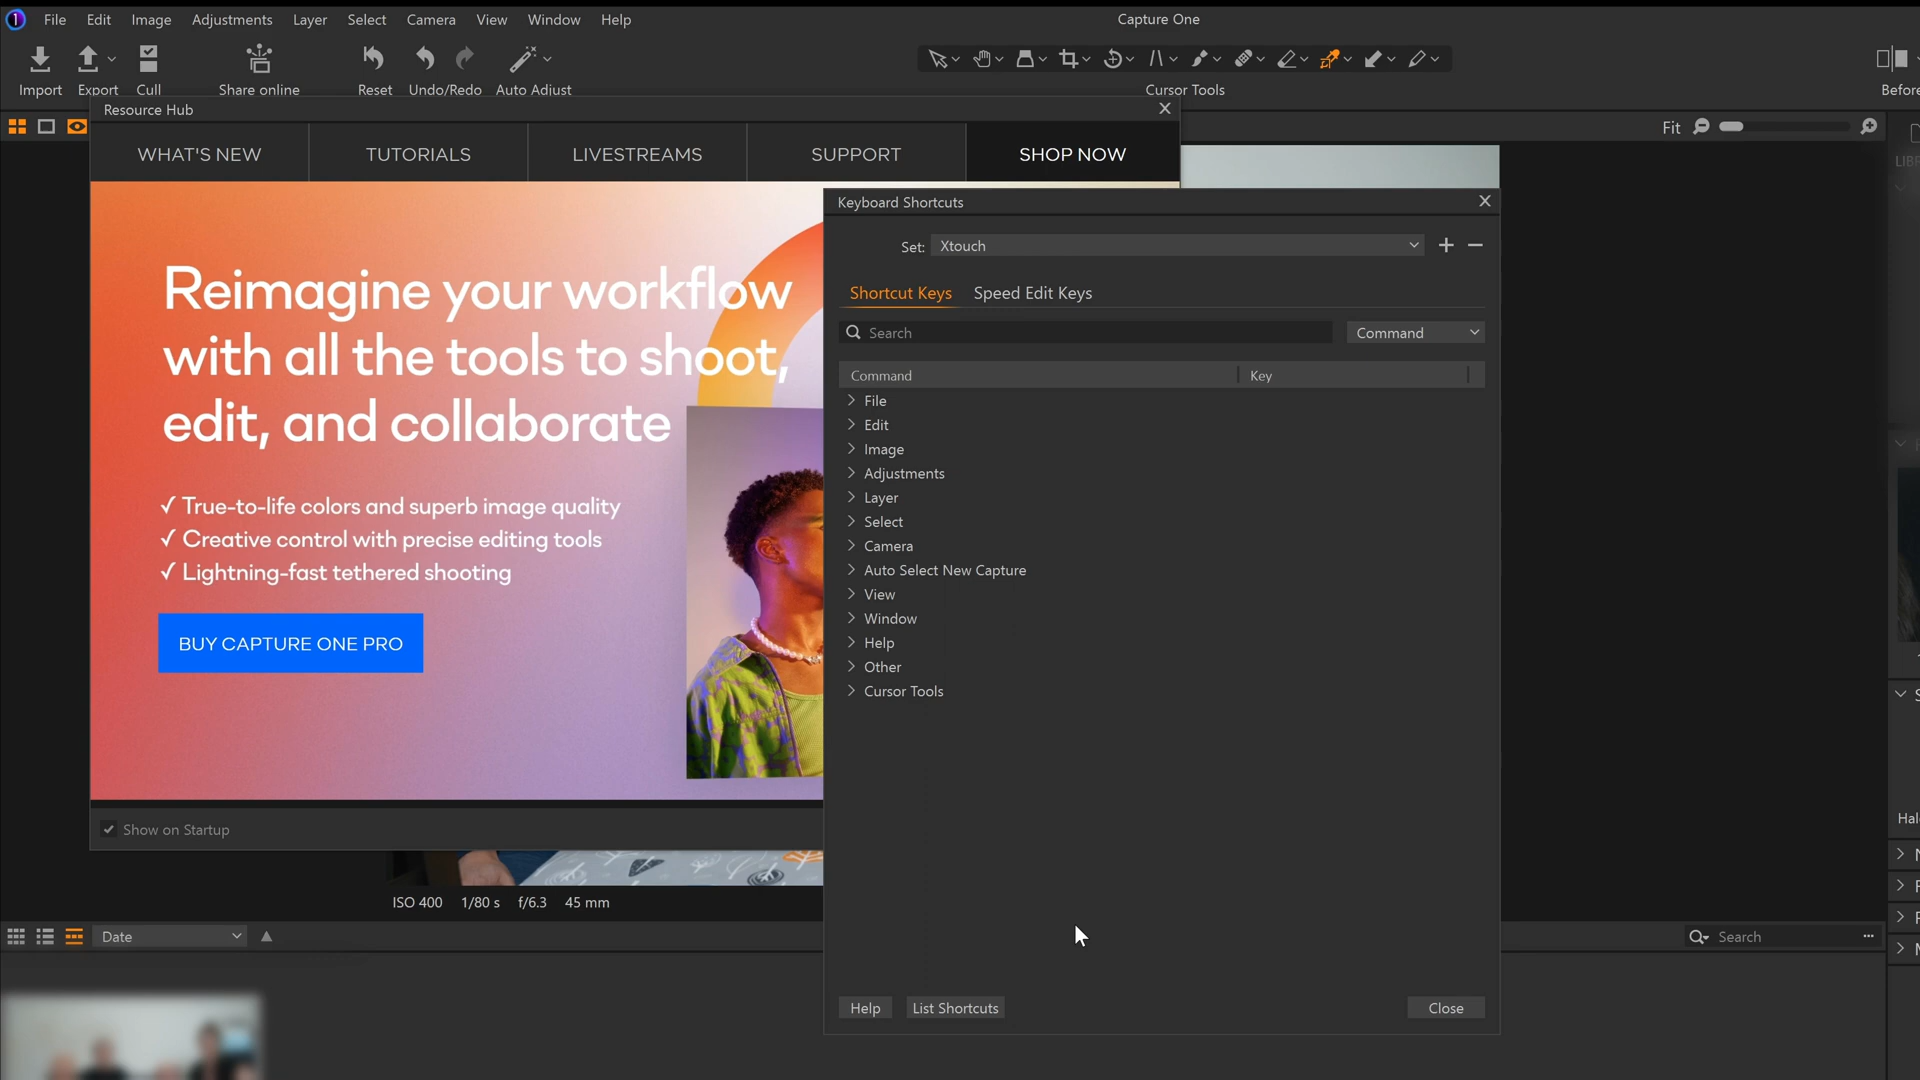 File Edit Image Adjustments Layer Select Camera View Window Help
Capture One
Import Export Cull Share online Reset Undo/Redo Auto Adjust Cursor Tools Before
Resource Hub
Fit
WHAT'S NEW TUTORIALS LIVESTREAMS SUPPORT SHOP NOW
Reimagine your workflow
with all the tools to shoot,
edit, and collaborate
✓ True-to-life colors and superb image quality
✓ Creative control with precise editing tools
✓ Lightning-fast tethered shooting
BUY CAPTURE ONE PRO
Show on Startup
ISO 400 1/80 s f/6.3 45 mm
Keyboard Shortcuts
Set: Xtouch
Shortcut Keys Speed Edit Keys
Search Command
Command Key
File
Edit
Image
Adjustments
Layer
Select
Camera
Auto Select New Capture
View
Window
Help
Other
Cursor Tools
Help List Shortcuts Close
Date
Search